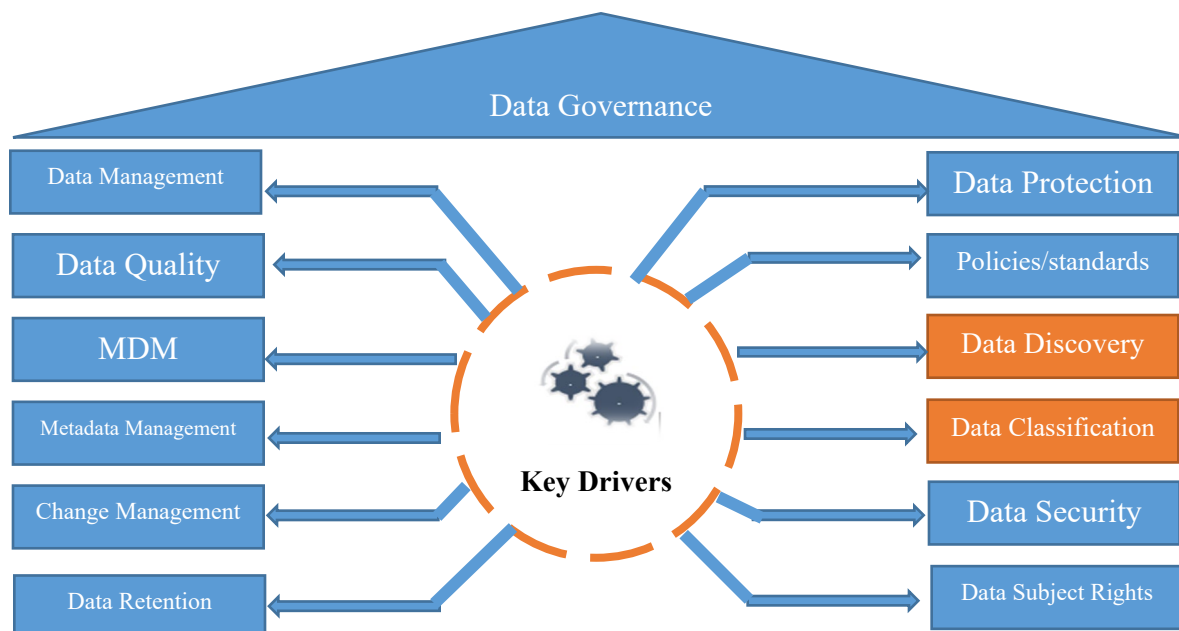 Data Governance
Data Management
Data Quality
MDM
Metadata Management
Change Management
Data Retention
Key Drivers
Data Protection
Policies/standards
Data Discovery
Data Classification
Data Security
Data Subject Rights